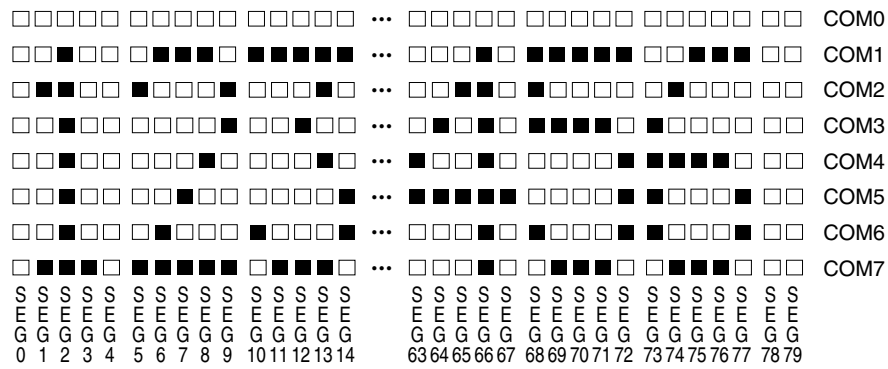 ••• COM0
••• COM1
••• COM2
••• COM3
••• COM4
••• COM5
••• COM6
••• COM7
SEG0 SEG1 SEG2 SEG3 SEG4 SEG5 SEG6 SEG7 SEG8 SEG9 SEG10 SEG11 SEG12 SEG13 SEG14 SEG63 SEG64 SEG65 SEG66 SEG67 SEG68 SEG69 SEG70 SEG71 SEG72 SEG73 SEG74 SEG75 SEG76 SEG77 SEG78 SEG79